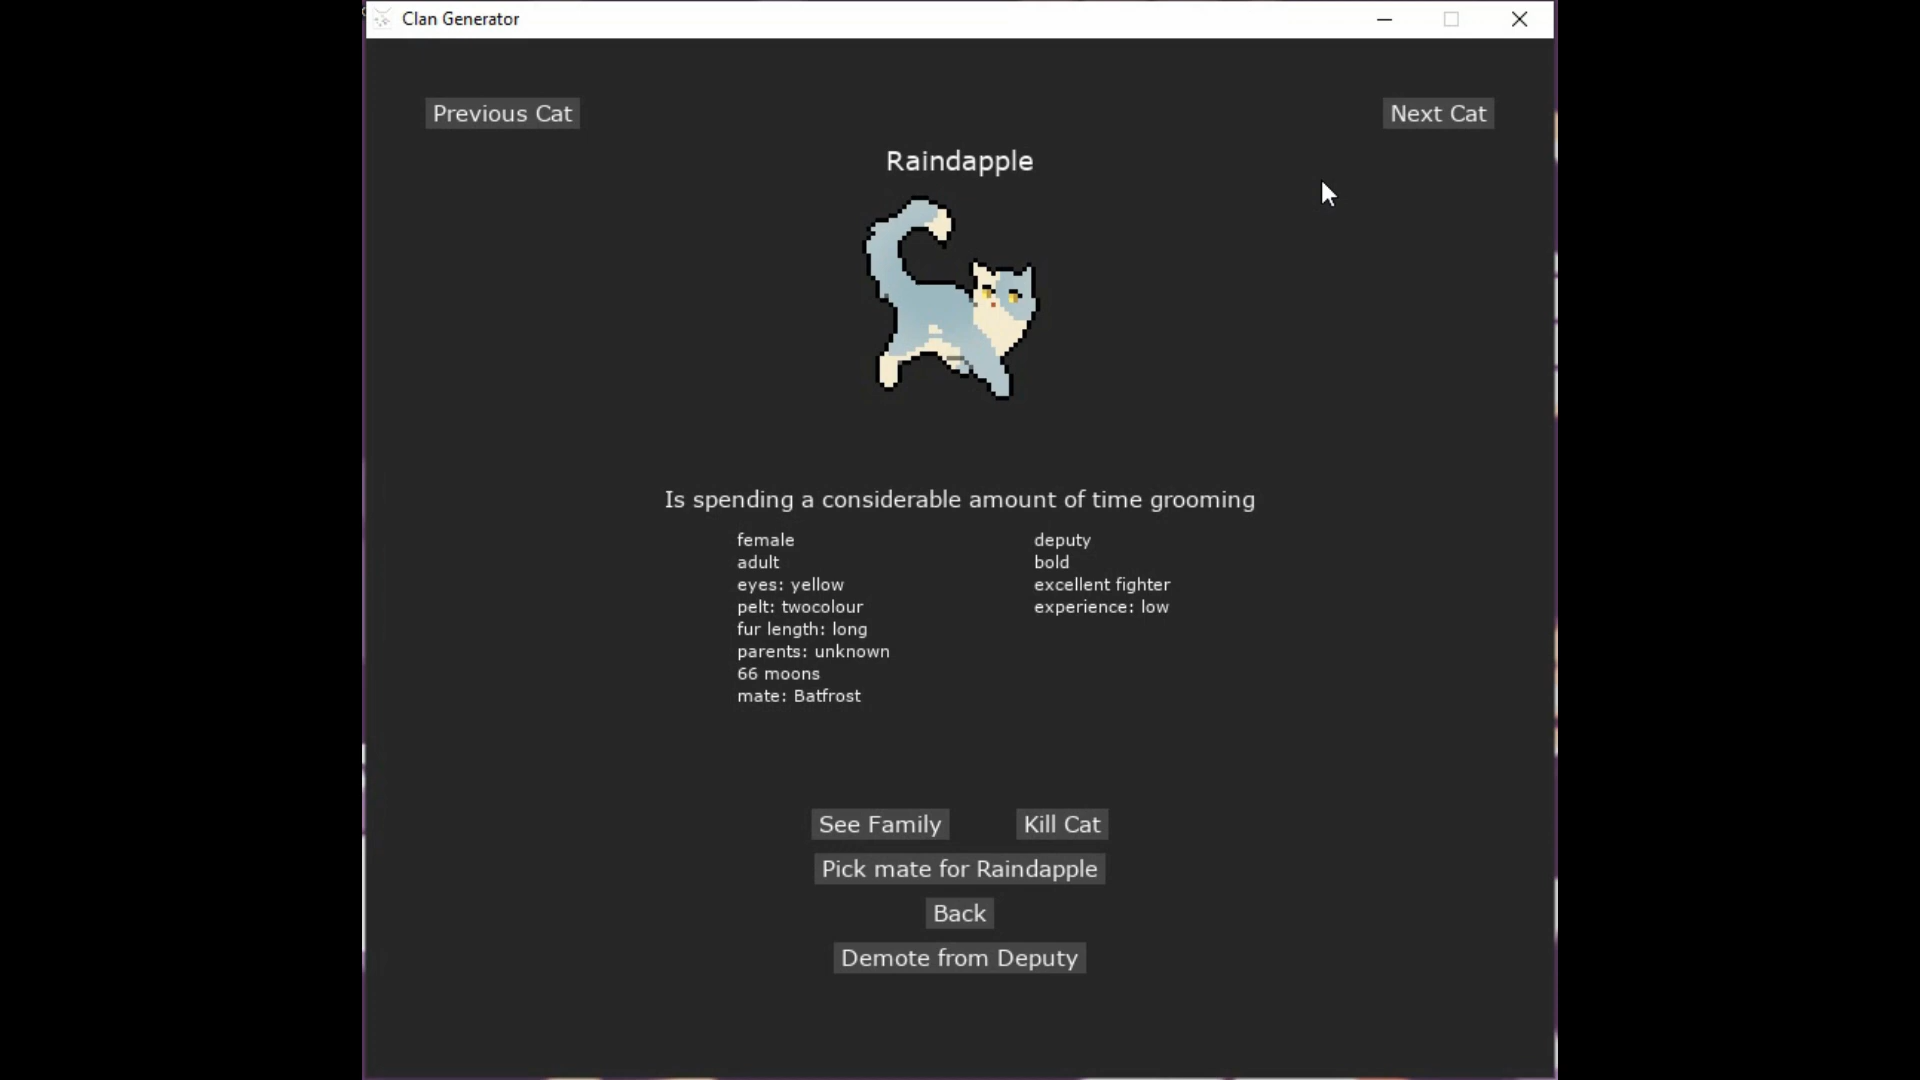 Clan Generator
Previous Cat
Next Cat
Raindapple
Is spending a considerable amount of time grooming
female
adult
eyes: yellow
pelt: twocolour
fur length: long
parents: unknown
66 moons
mate: Batfrost
deputy
bold
excellent fighter
experience: low
See Family
Kill Cat
Pick mate for Raindapple
Back
Demote from Deputy